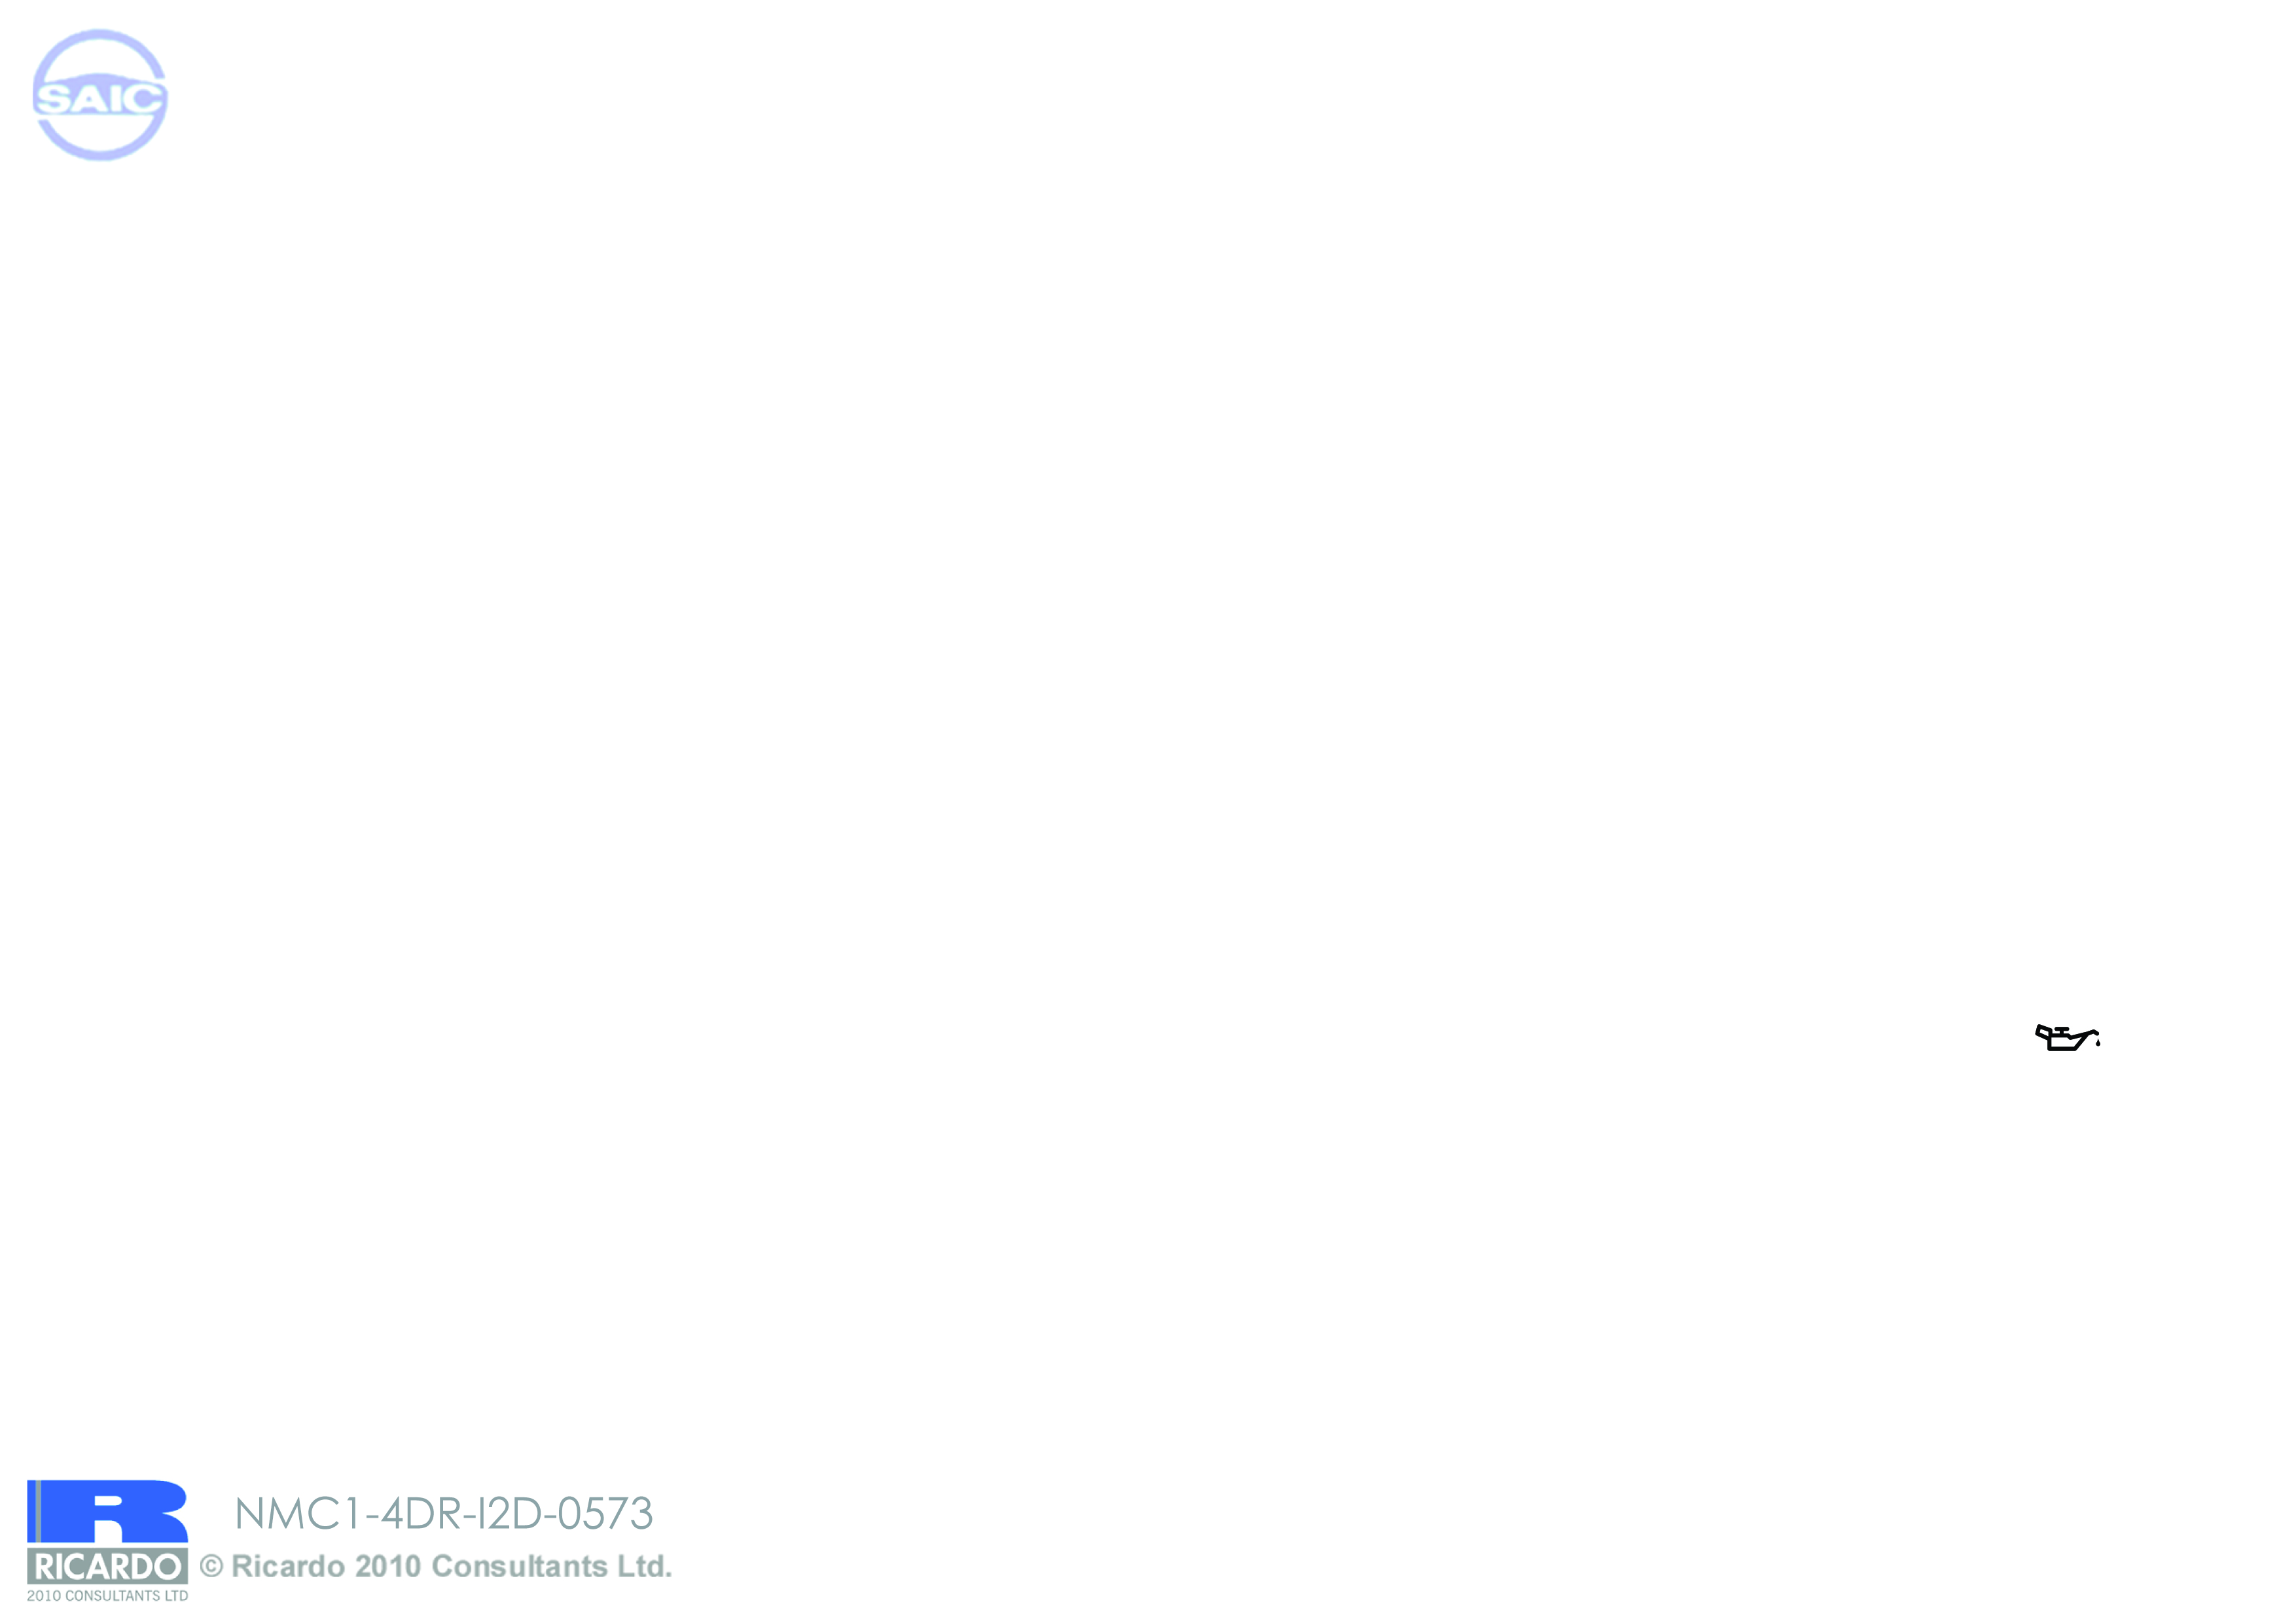 SAIC
NMC1-4DR-I2D-0573
RICARDO
© Ricardo 2010 Consultants Ltd.
2010 CONSULTANTS LTD